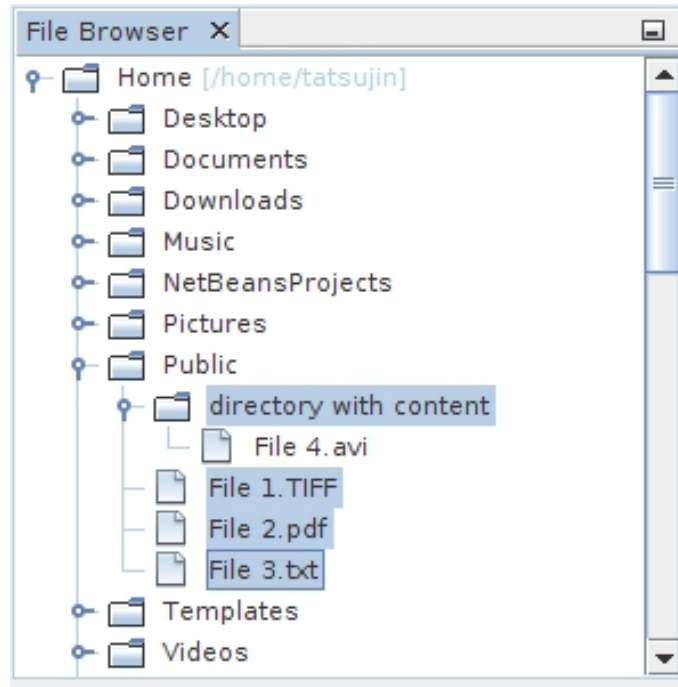 File Browser
Home [/home/tatsujin]
Desktop
Documents
Downloads
Music
NetBeansProjects
Pictures
Public
directory with content
File 4.avi
File 1.TIFF
File 2.pdf
File 3.txt
Templates
Videos